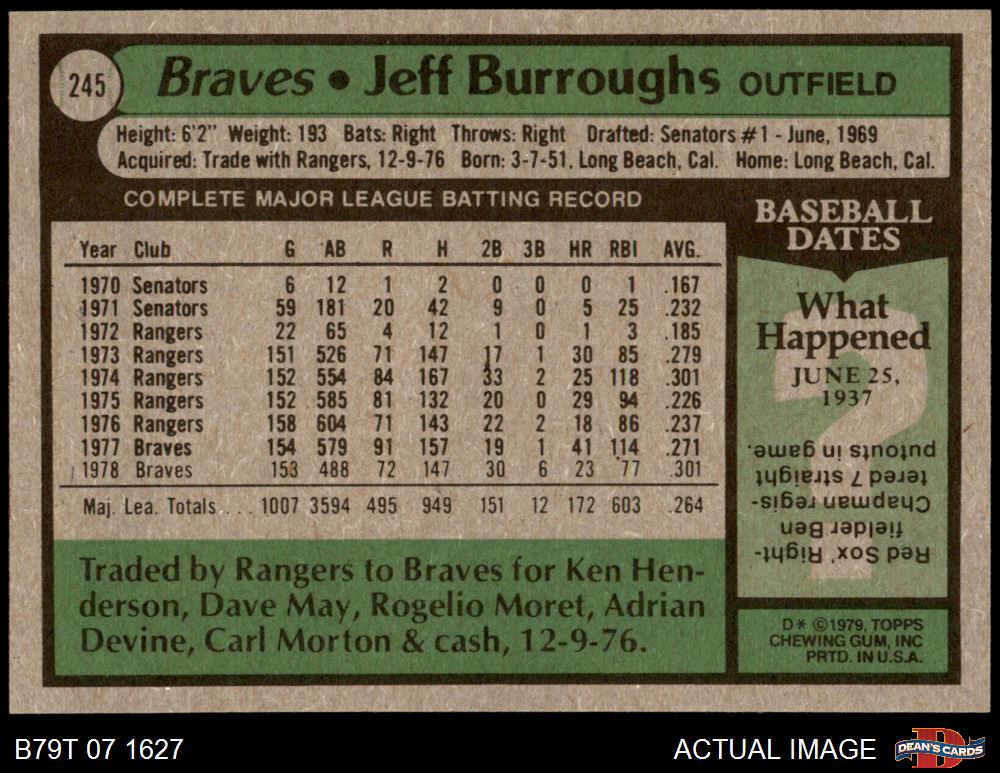 245
Braves • Jeff Burroughs OUTFIELD
Height: 6'2" Weight: 193 Bats: Right Throws: Right Drafted: Senators #1 - June, 1969
Acquired: Trade with Rangers, 12-9-76 Born: 3-7-51, Long Beach, Cal. Home: Long Beach, Cal.
COMPLETE MAJOR LEAGUE BATTING RECORD
Year Club G AB R H 2B 3B HR RBI AVG.
1970 Senators 6 12 1 2 0 0 0 1 .167
1971 Senators 59 181 20 42 9 0 5 25 .232
1972 Rangers 22 65 4 12 1 0 1 3 .185
1973 Rangers 151 526 71 147 17 1 30 85 .279
1974 Rangers 152 554 84 167 33 2 25 118 .301
1975 Rangers 152 585 81 132 20 0 29 94 .226
1976 Rangers 158 604 71 143 22 2 18 86 .237
1977 Braves 154 579 91 157 19 1 41 114 .271
1978 Braves 153 488 72 147 30 6 23 77 .301
Maj. Lea. Totals . . . 1007 3594 495 949 151 12 172 603 .264
Traded by Rangers to Braves for Ken Hen-
derson, Dave May, Rogelio Moret, Adrian
Devine, Carl Morton & cash, 12-9-76.
BASEBALL
DATES
What
Happened
JUNE 25,
1937
?
Red Sox' Right-
fielder Ben
Chapman regis-
tered 7 straight
putouts in game.
D* ©1979, TOPPS
CHEWING GUM, INC
PRTD. IN U.S.A.
B79T 07 1627
ACTUAL IMAGE
D
DEAN'S CARDS